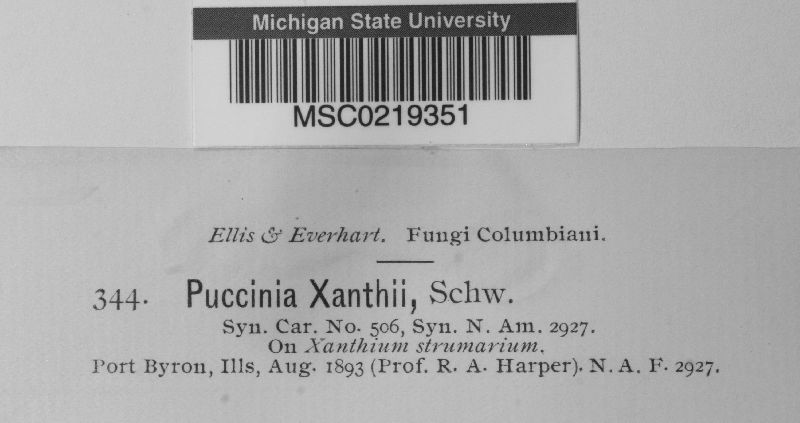 Michigan State University
MSC0219351
Ellis & Everhart. Fungi Columbiani.
344. Puccinia Xanthii, Schw.
Syn. Car. No. 506, Syn. N. Am. 2927.
On Xanthium strumarium.
Port Byron, Ills, Aug. 1893 (Prof. R. A. Harper). N. A. F. 2927.